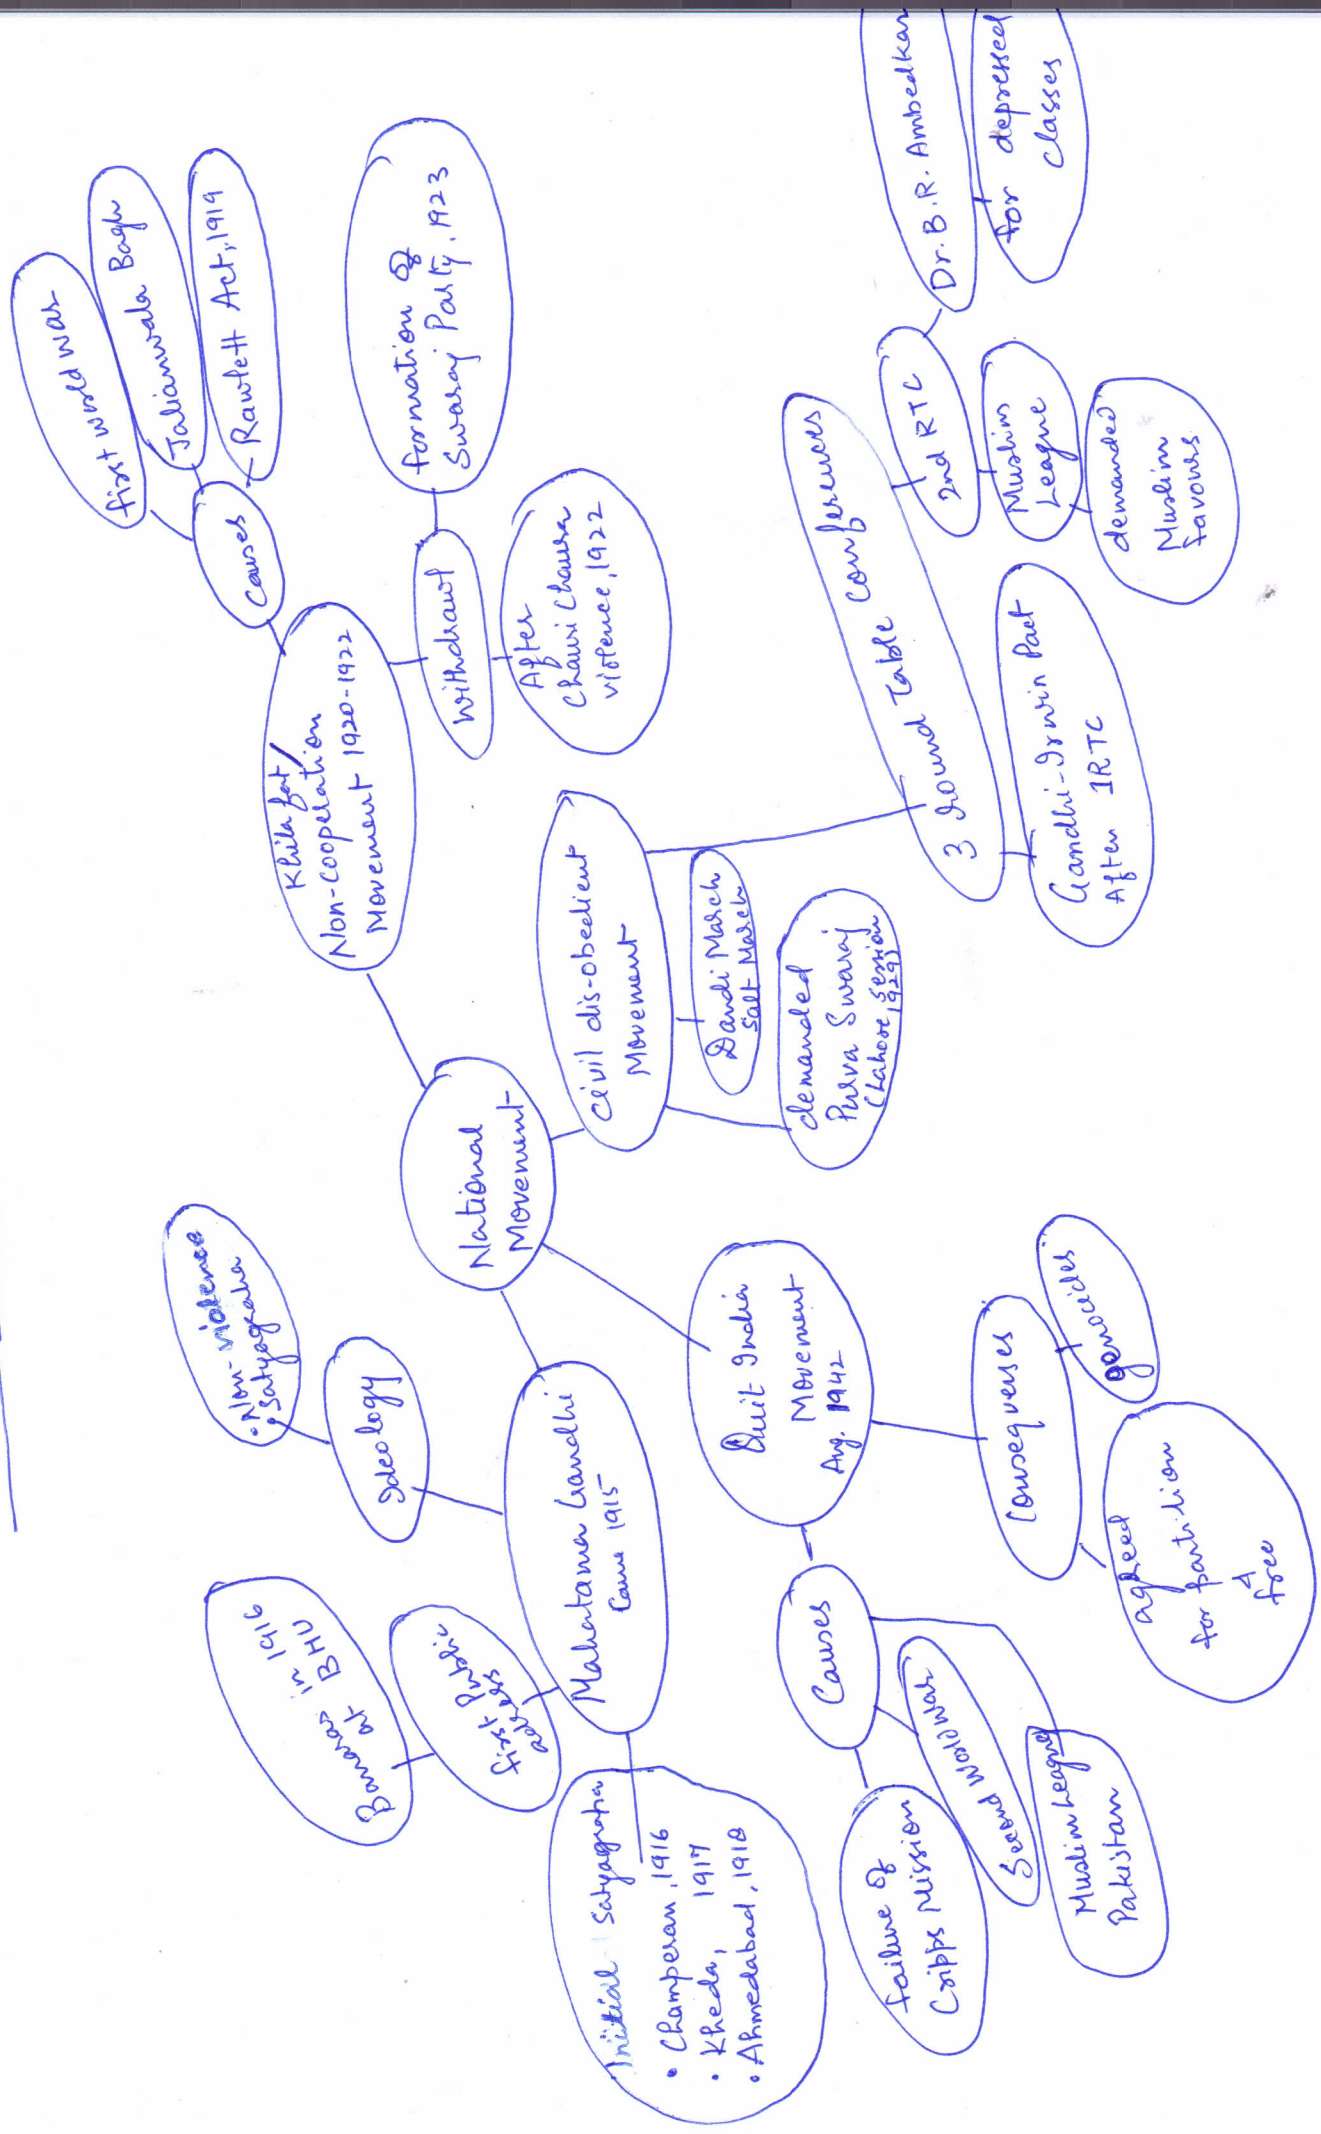 National
Movement
Khilafat/
Non-Cooperation
Movement 1920-1922
Causes
first world war
Jalianwala Bagh
Rawlett Act, 1919
Withdrawl
formation of
Swaraj Party, 1923
After
Chauri Chaura
violence, 1922
Civil dis-obedient
Movement
Dandi March
Salt March
demanded
Purva Swaraj
(Lahore, Session
1929)
3 round Table conferences
Gandhi-Irwin Pact
After 1RTC
2nd RTC
Dr. B.R. Ambedkar
for depressed
classes
Muslim
League
demanded
Muslim
favours
Mahatama Gandhi
Came 1915
Ideology
• Non-violence
• Satyagraha
first Public
address
Banaras in 1916
at BHU
Initial Satyagraha
• Champeran, 1916
• Kheda, 1917
• Ahmedabad, 1918
Quit India
Movement
Aug. 1942
Causes
failure of
Cripps Mission
Second World War
Muslim League
Pakistan
Consequenses
genocides
agreed
for partition
&
free